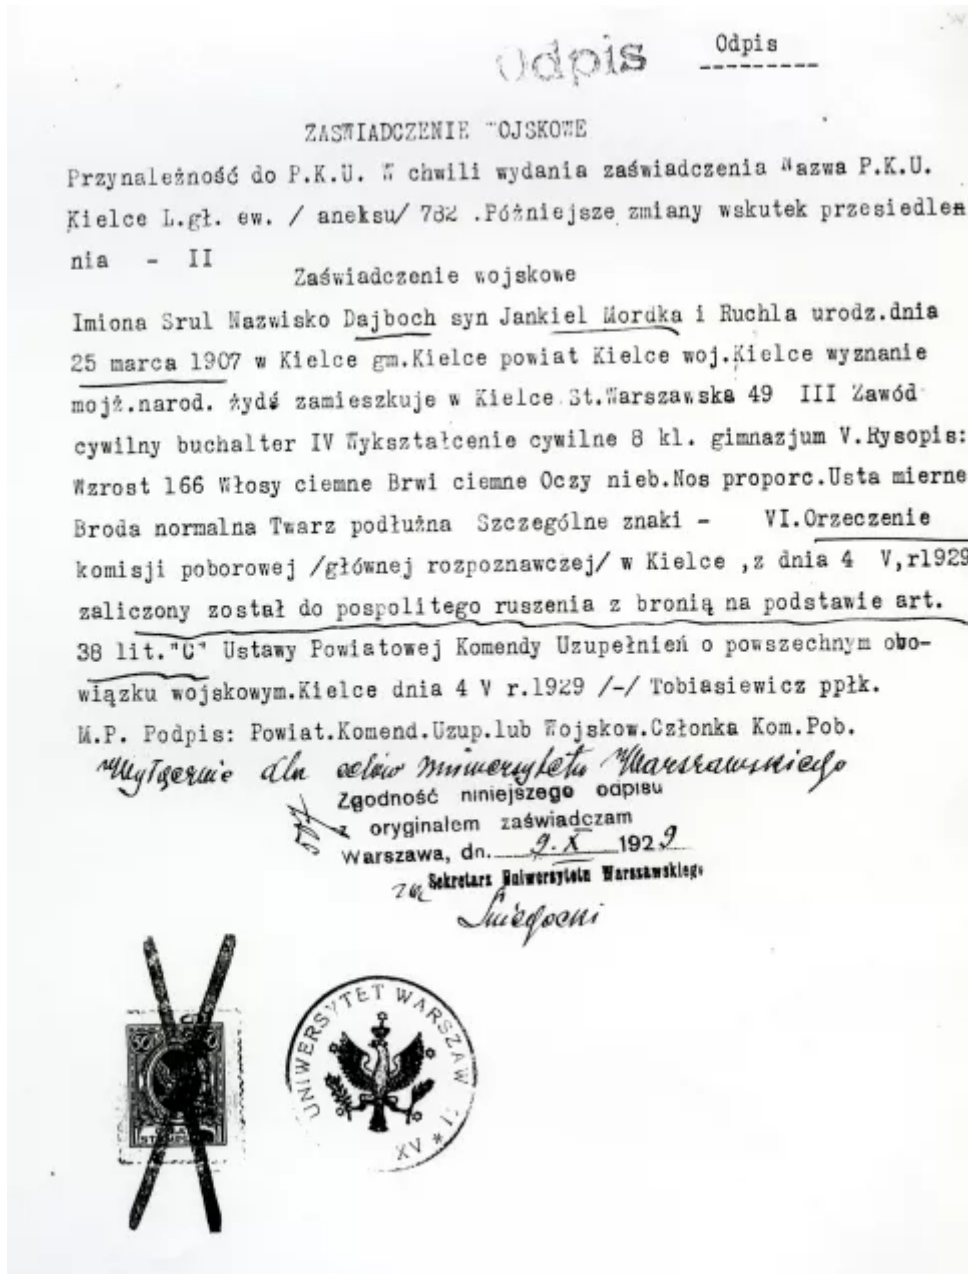 Odpis
Odpis
ZAŚWIADCZENIE WOJSKOWE
Przynależność do P.K.U. W chwili wydania zaświadczenia Nazwa P.K.U.
Kielce L.gł. ew. / aneksu/ 782 .Późniejsze zmiany wskutek przesiedlen
nia - II
Zaświadczenie wojskowe
Imiona Srul Nazwisko Dajboch syn Jankiel Mordka i Ruchla urodz.dnia
25 marca 1907 w Kielce gm.Kielce powiat Kielce woj.Kielce wyznanie
mojż.narod. żydś zamieszkuje w Kielce St.Warszawska 49 III Zawód
cywilny buchalter IV Wykształcenie cywilne 8 kl. gimnazjum V.Rysopis:
Wzrost 166 Włosy ciemne Brwi ciemne Oczy nieb.Nos proporc.Usta mierne
Broda normalna Twarz podłużna Szczególne znaki - VI.Orzeczenie
komisji poborowej /głównej rozpoznawczej/ w Kielce ,z dnia 4 V,r1929
zaliczony został do pospolitego ruszenia z bronią na podstawie art.
38 lit."C" Ustawy Powiatowej Komendy Uzupełnień o powszechnym obo-
wiązku wojskowym.Kielce dnia 4 V r.1929 /-/ Tobiasiewicz ppłk.
M.P. Podpis: Powiat.Komend.Uzup.lub Wojskow.Członka Kom.Pob.
Wyłącznie dla celów Uniwersytetu Warszawskiego
Zgodność niniejszego odpisu
z oryginałem zaświadczam
Warszawa, dn. 9.X 1929
za Sekretarz Uniwersytetu Warszawskiego
Śniegocki
50
UNIWERSYTET WARSZAW * XV